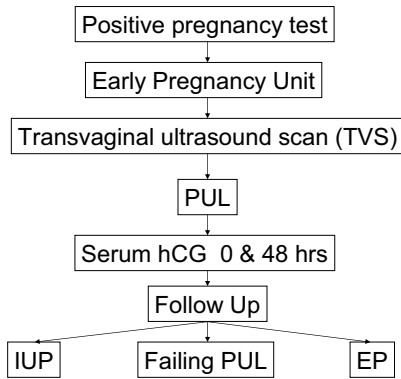 Positive pregnancy test
Early Pregnancy Unit
Transvaginal ultrasound scan (TVS)
PUL
Serum hCG 0 & 48 hrs
Follow Up
IUP
Failing PUL
EP